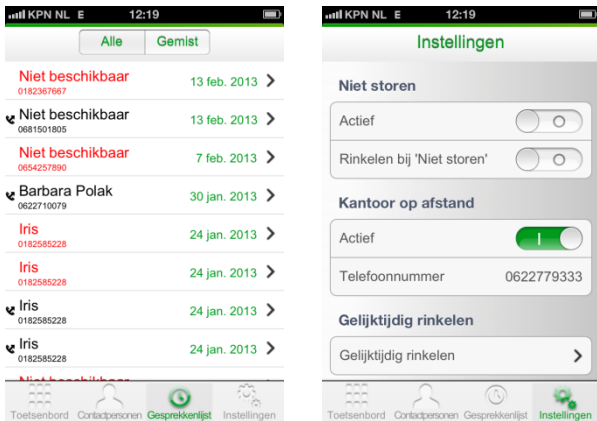 KPN NL E 12:19
Alle Gemist
Niet beschikbaar
0182367667
13 feb. 2013
Niet beschikbaar
0681501805
13 feb. 2013
Niet beschikbaar
0654257890
7 feb. 2013
Barbara Polak
0622710079
30 jan. 2013
Iris
0182585228
24 jan. 2013
Iris
0182585228
24 jan. 2013
Iris
0182585228
24 jan. 2013
Iris
0182585228
24 jan. 2013
Niet beschikbaar
Toetsenbord Contactpersonen Gesprekkenlijst Instellingen
KPN NL E 12:19
Instellingen
Niet storen
Actief
Rinkelen bij 'Niet storen'
Kantoor op afstand
Actief
Telefoonnummer 0622779333
Gelijktijdig rinkelen
Gelijktijdig rinkelen
Toetsenbord Contactpersonen Gesprekkenlijst Instellingen